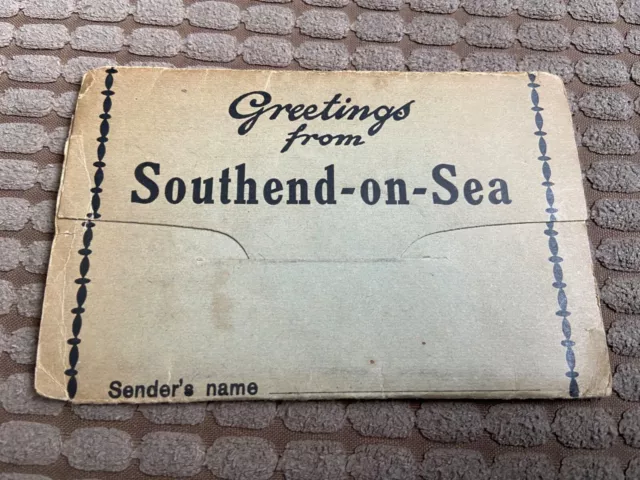 Greetings
from
Southend-on-Sea
Sender's name